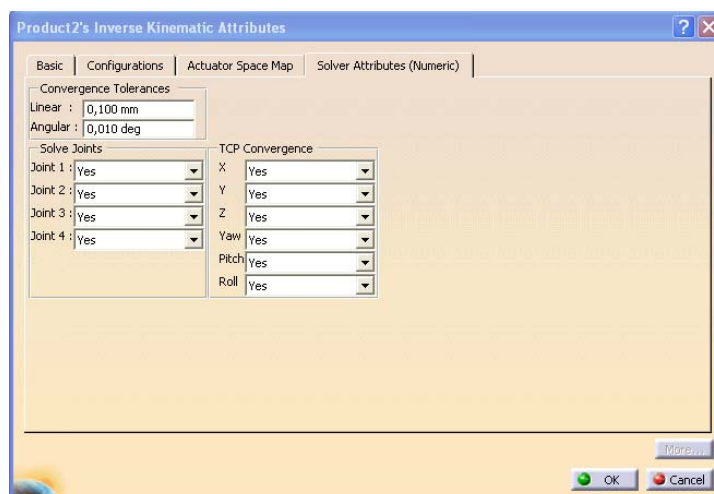 Product2's Inverse Kinematic Attributes
Basic Configurations Actuator Space Map Solver Attributes (Numeric)
Convergence Tolerances
Linear : 0,100 mm
Angular : 0,010 deg
Solve Joints TCP Convergence
Joint 1 : Yes X Yes
Joint 2 : Yes Y Yes
Joint 3 : Yes Z Yes
Joint 4 : Yes Yaw Yes
Pitch Yes
Roll Yes
More...
OK Cancel